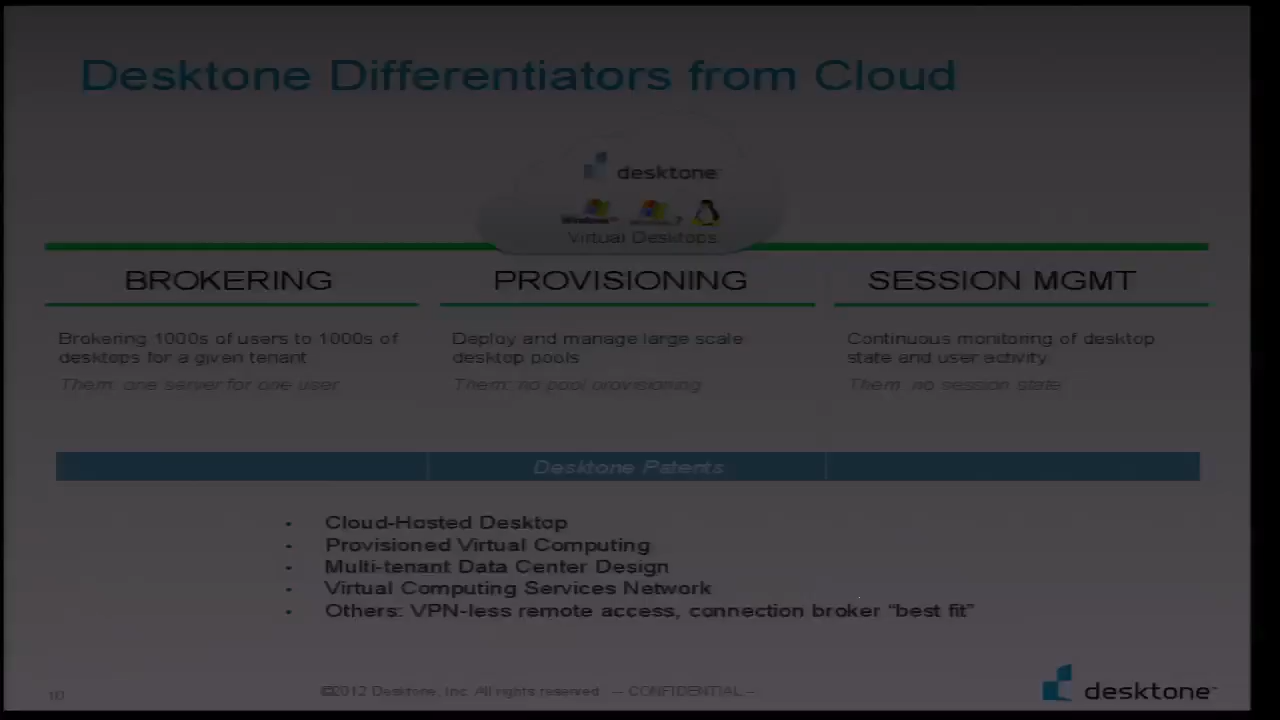 Desktone Differentiators from Cloud
desktone
Virtual Desktops
BROKERING
PROVISIONING
SESSION MGMT
Brokering 1000s of users to 1000s of
desktops for a given tenant
Them: one server for one user
Deploy and manage large scale
desktop pools
Them: no pool provisioning
Continuous monitoring of desktop
state and user activity
Them: no session state
Desktone Patents
• Cloud-Hosted Desktop
• Provisioned Virtual Computing
• Multi-tenant Data Center Design
• Virtual Computing Services Network
• Others: VPN-less remote access, connection broker “best fit”
10
©2012 Desktone, Inc. All rights reserved. – CONFIDENTIAL –
desktone